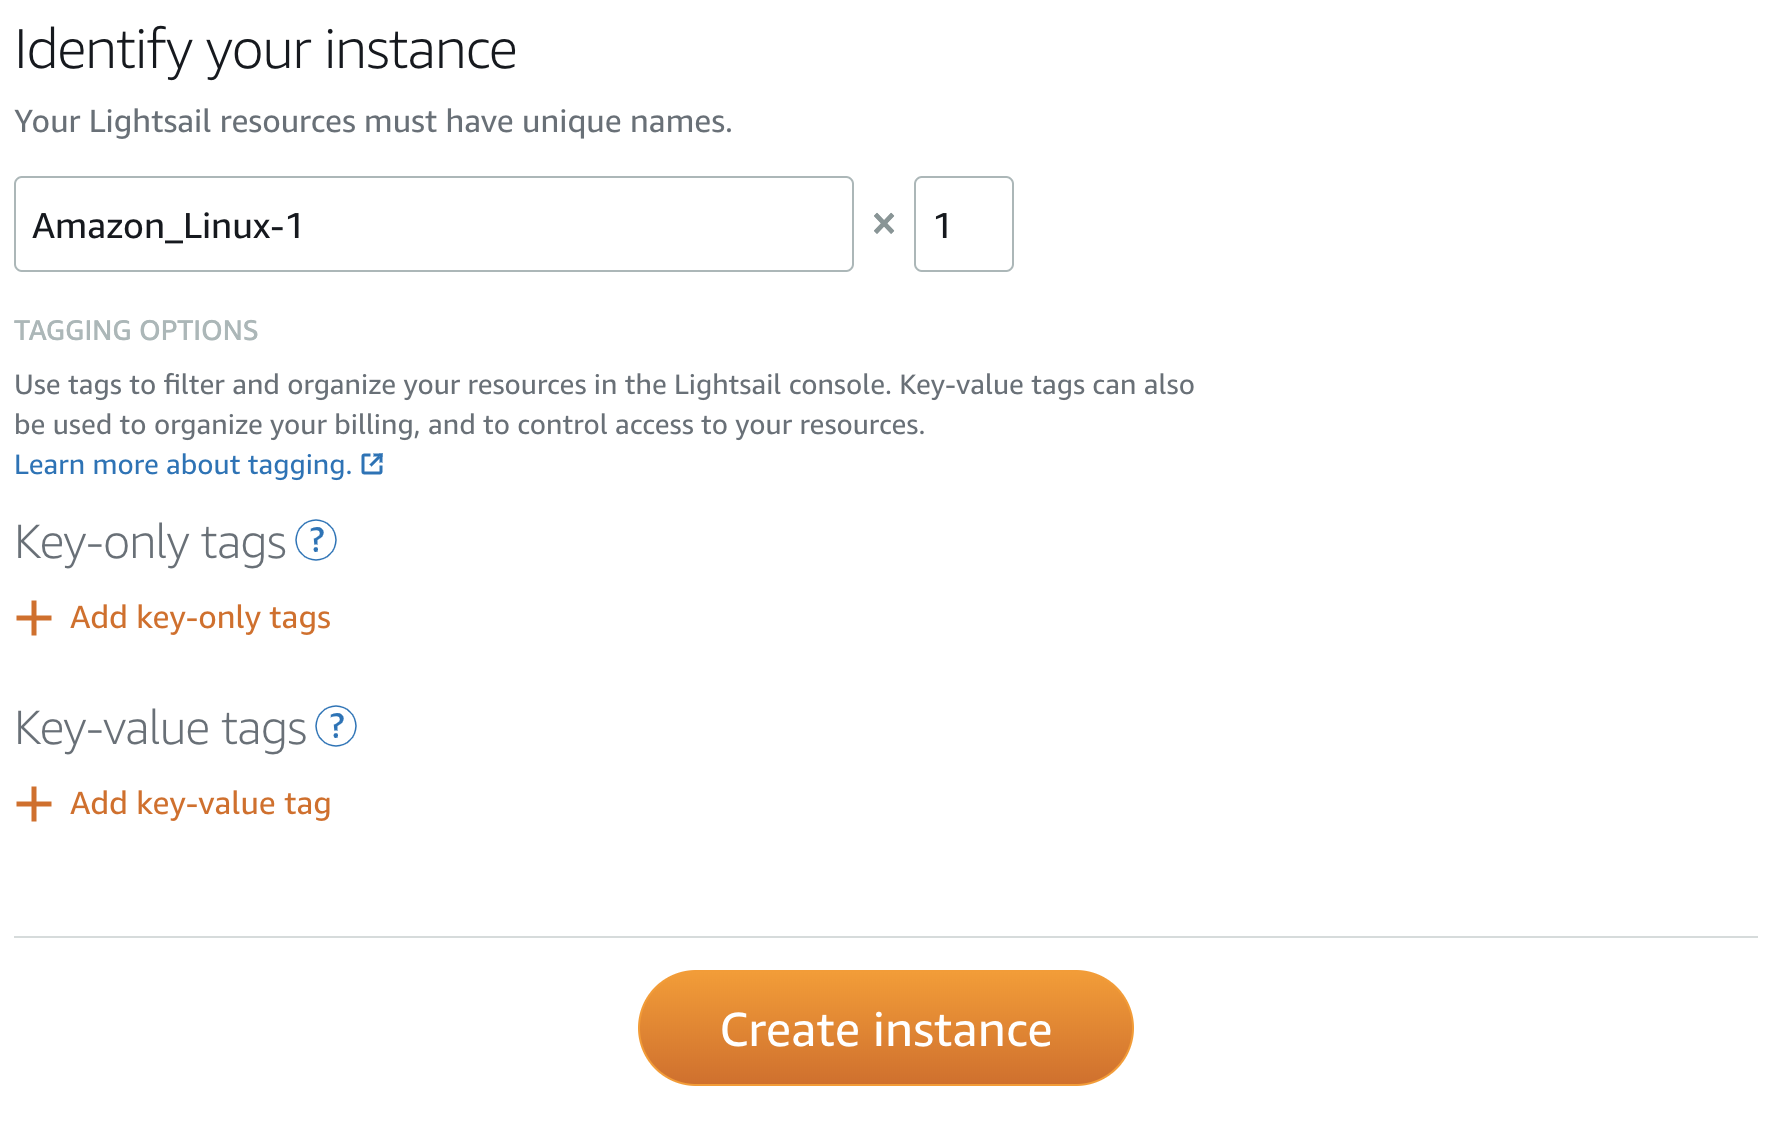 Identify your instance
Your Lightsail resources must have unique names.
Amazon_Linux-1 × 1
TAGGING OPTIONS
Use tags to filter and organize your resources in the Lightsail console. Key-value tags can also
be used to organize your billing, and to control access to your resources.
Learn more about tagging.
Key-only tags ?
+ Add key-only tags
Key-value tags ?
+ Add key-value tag
Create instance